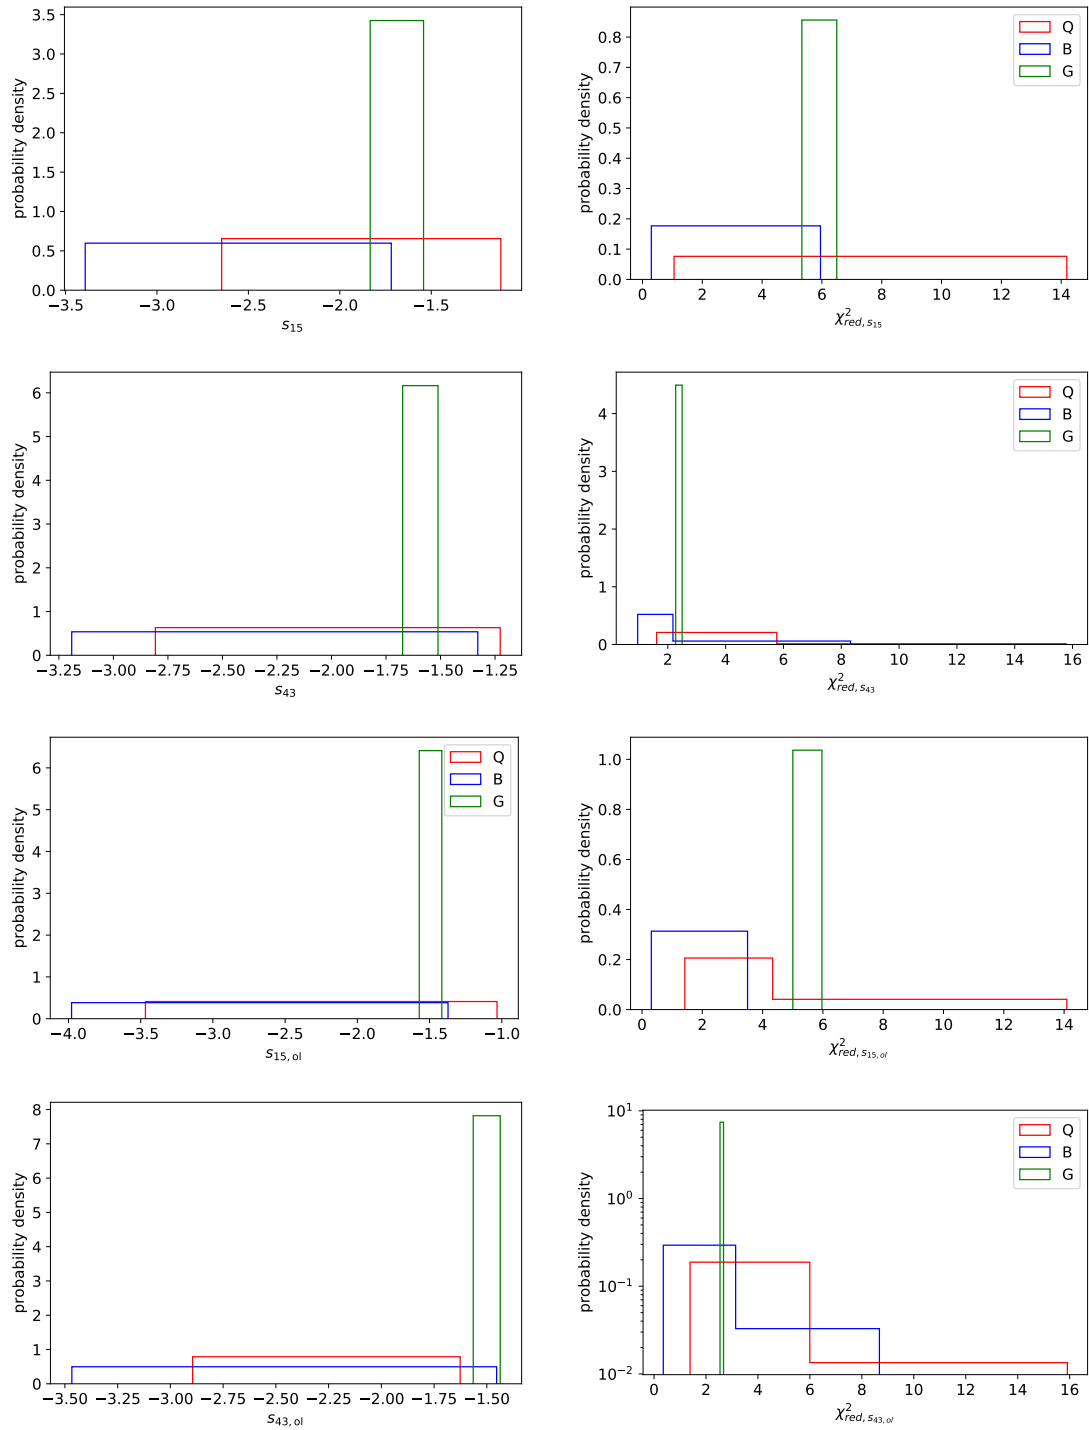 probability density
3.5
3.0
2.5
2.0
1.5
1.0
0.5
0.0
−3.5 −3.0 −2.5 −2.0 −1.5
s15
probability density
0.8
0.7
0.6
0.5
0.4
0.3
0.2
0.1
0.0
0 2 4 6 8 10 12 14
χ²red, s15
Q
B
G
probability density
6
5
4
3
2
1
0
−3.25 −3.00 −2.75 −2.50 −2.25 −2.00 −1.75 −1.50 −1.25
s43
probability density
4
3
2
1
0
2 4 6 8 10 12 14 16
χ²red, s43
Q
B
G
probability density
6
5
4
3
2
1
0
−4.0 −3.5 −3.0 −2.5 −2.0 −1.5 −1.0
s15, ol
Q
B
G
probability density
1.0
0.8
0.6
0.4
0.2
0.0
0 2 4 6 8 10 12 14
χ²red, s15, ol
probability density
8
7
6
5
4
3
2
1
0
−3.50 −3.25 −3.00 −2.75 −2.50 −2.25 −2.00 −1.75 −1.50
s43, ol
probability density
10¹
10⁰
10⁻¹
10⁻²
0 2 4 6 8 10 12 14 16
χ²red, s43, ol
Q
B
G